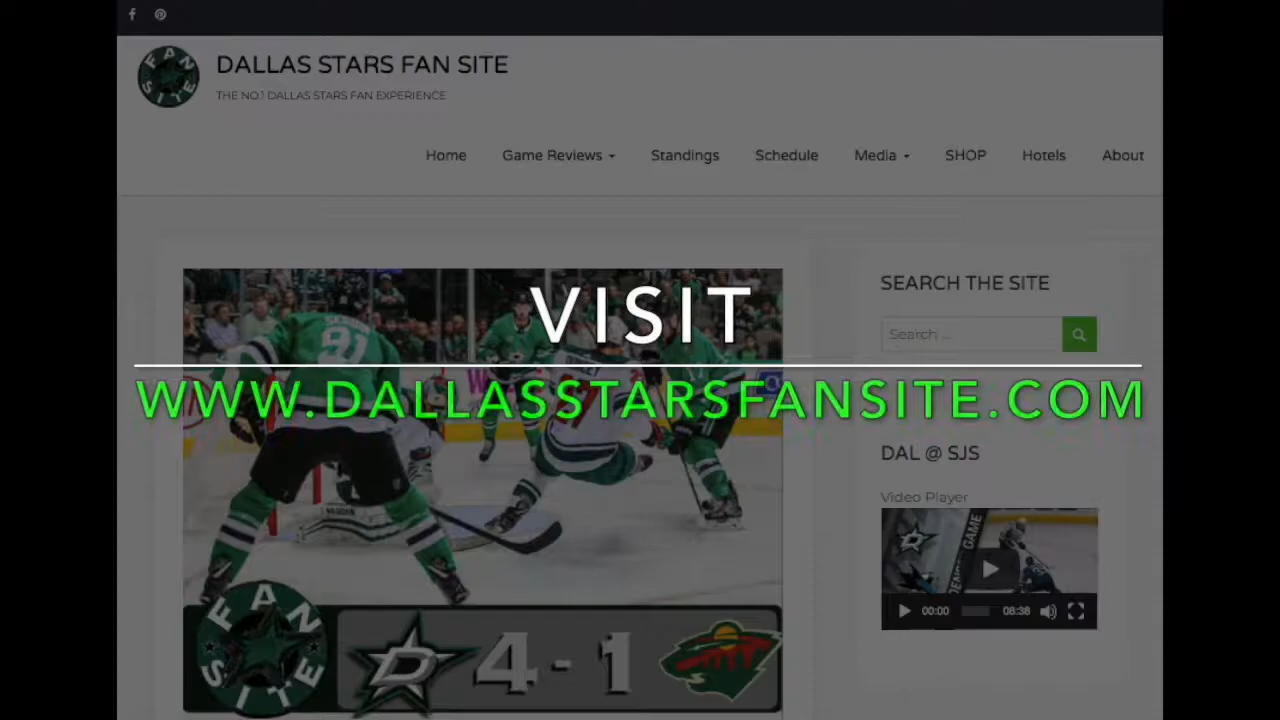 DALLAS STARS FAN SITE
THE NO.1 DALLAS STARS FAN EXPERIENCE
Home Game Reviews Standings Schedule Media SHOP Hotels About
SEARCH THE SITE
Search ...
VISIT
WWW.DALLASSTARSFANSITE.COM
91
DAL @ SJS
Video Player
GAME
00:00 08:38
FAN SITE
D 4 - 1